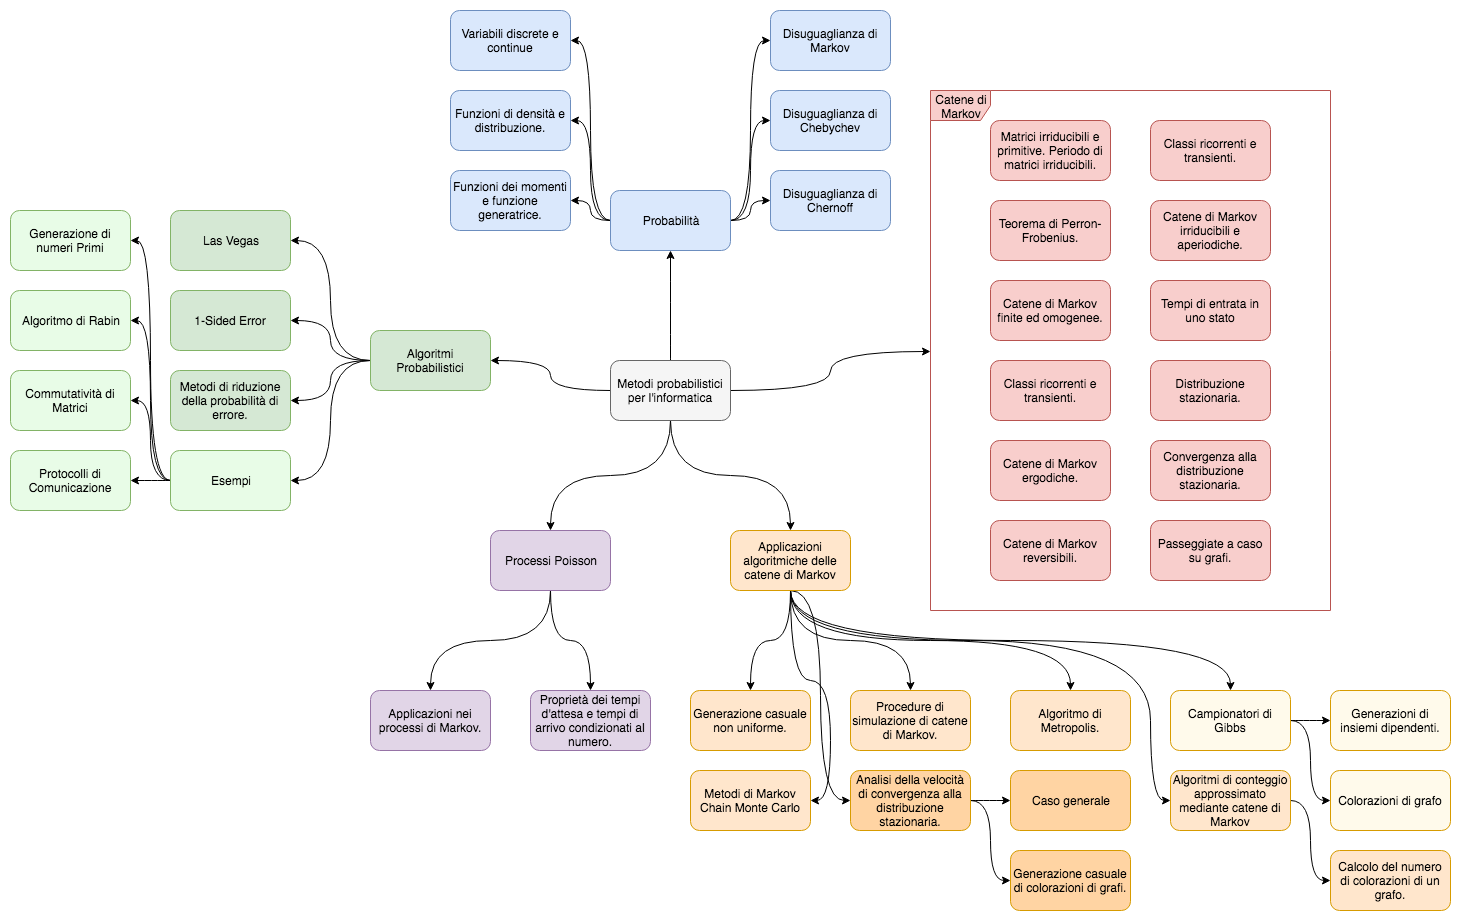 Variabili discrete e
continue
Funzioni di densità e
distribuzione.
Funzioni dei momenti
e funzione
generatrice.
Disuguaglianza di
Markov
Disuguaglianza di
Chebychev
Disuguaglianza di
Chernoff
Probabilità
Catene di
Markov
Matrici irriducibili e
primitive. Periodo di
matrici irriducibili.
Classi ricorrenti e
transienti.
Teorema di Perron-
Frobenius.
Catene di Markov
irriducibili e
aperiodiche.
Catene di Markov
finite ed omogenee.
Tempi di entrata in
uno stato
Classi ricorrenti e
transienti.
Distribuzione
stazionaria.
Catene di Markov
ergodiche.
Convergenza alla
distribuzione
stazionaria.
Catene di Markov
reversibili.
Passeggiate a caso
su grafi.
Generazione di
numeri Primi
Las Vegas
Algoritmo di Rabin
1-Sided Error
Commutatività di
Matrici
Metodi di riduzione
della probabilità di
errore.
Protocolli di
Comunicazione
Esempi
Algoritmi
Probabilistici
Metodi probabilistici
per l'informatica
Processi Poisson
Applicazioni
algoritmiche delle
catene di Markov
Applicazioni nei
processi di Markov.
Proprietà dei tempi
d'attesa e tempi di
arrivo condizionati al
numero.
Generazione casuale
non uniforme.
Procedure di
simulazione di catene
di Markov.
Algoritmo di
Metropolis.
Campionatori di
Gibbs
Generazioni di
insiemi dipendenti.
Metodi di Markov
Chain Monte Carlo
Analisi della velocità
di convergenza alla
distribuzione
stazionaria.
Caso generale
Algoritmi di conteggio
approssimato
mediante catene di
Markov
Colorazioni di grafo
Generazione casuale
di colorazioni di grafi.
Calcolo del numero
di colorazioni di un
grafo.